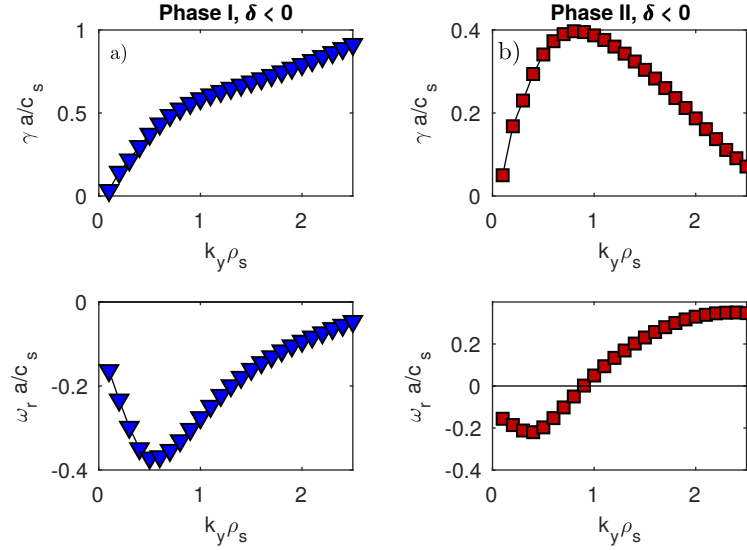 Phase I, δ < 0
a)
γ a/c s
1
0.5
0
0 1 2
k y ρ s
Phase II, δ < 0
b)
γ a/c s
0.4
0.2
0
0 1 2
k y ρ s
ω r a/c s
0
-0.2
-0.4
0 1 2
k y ρ s
ω r a/c s
0.2
0
-0.2
-0.4
0 1 2
k y ρ s